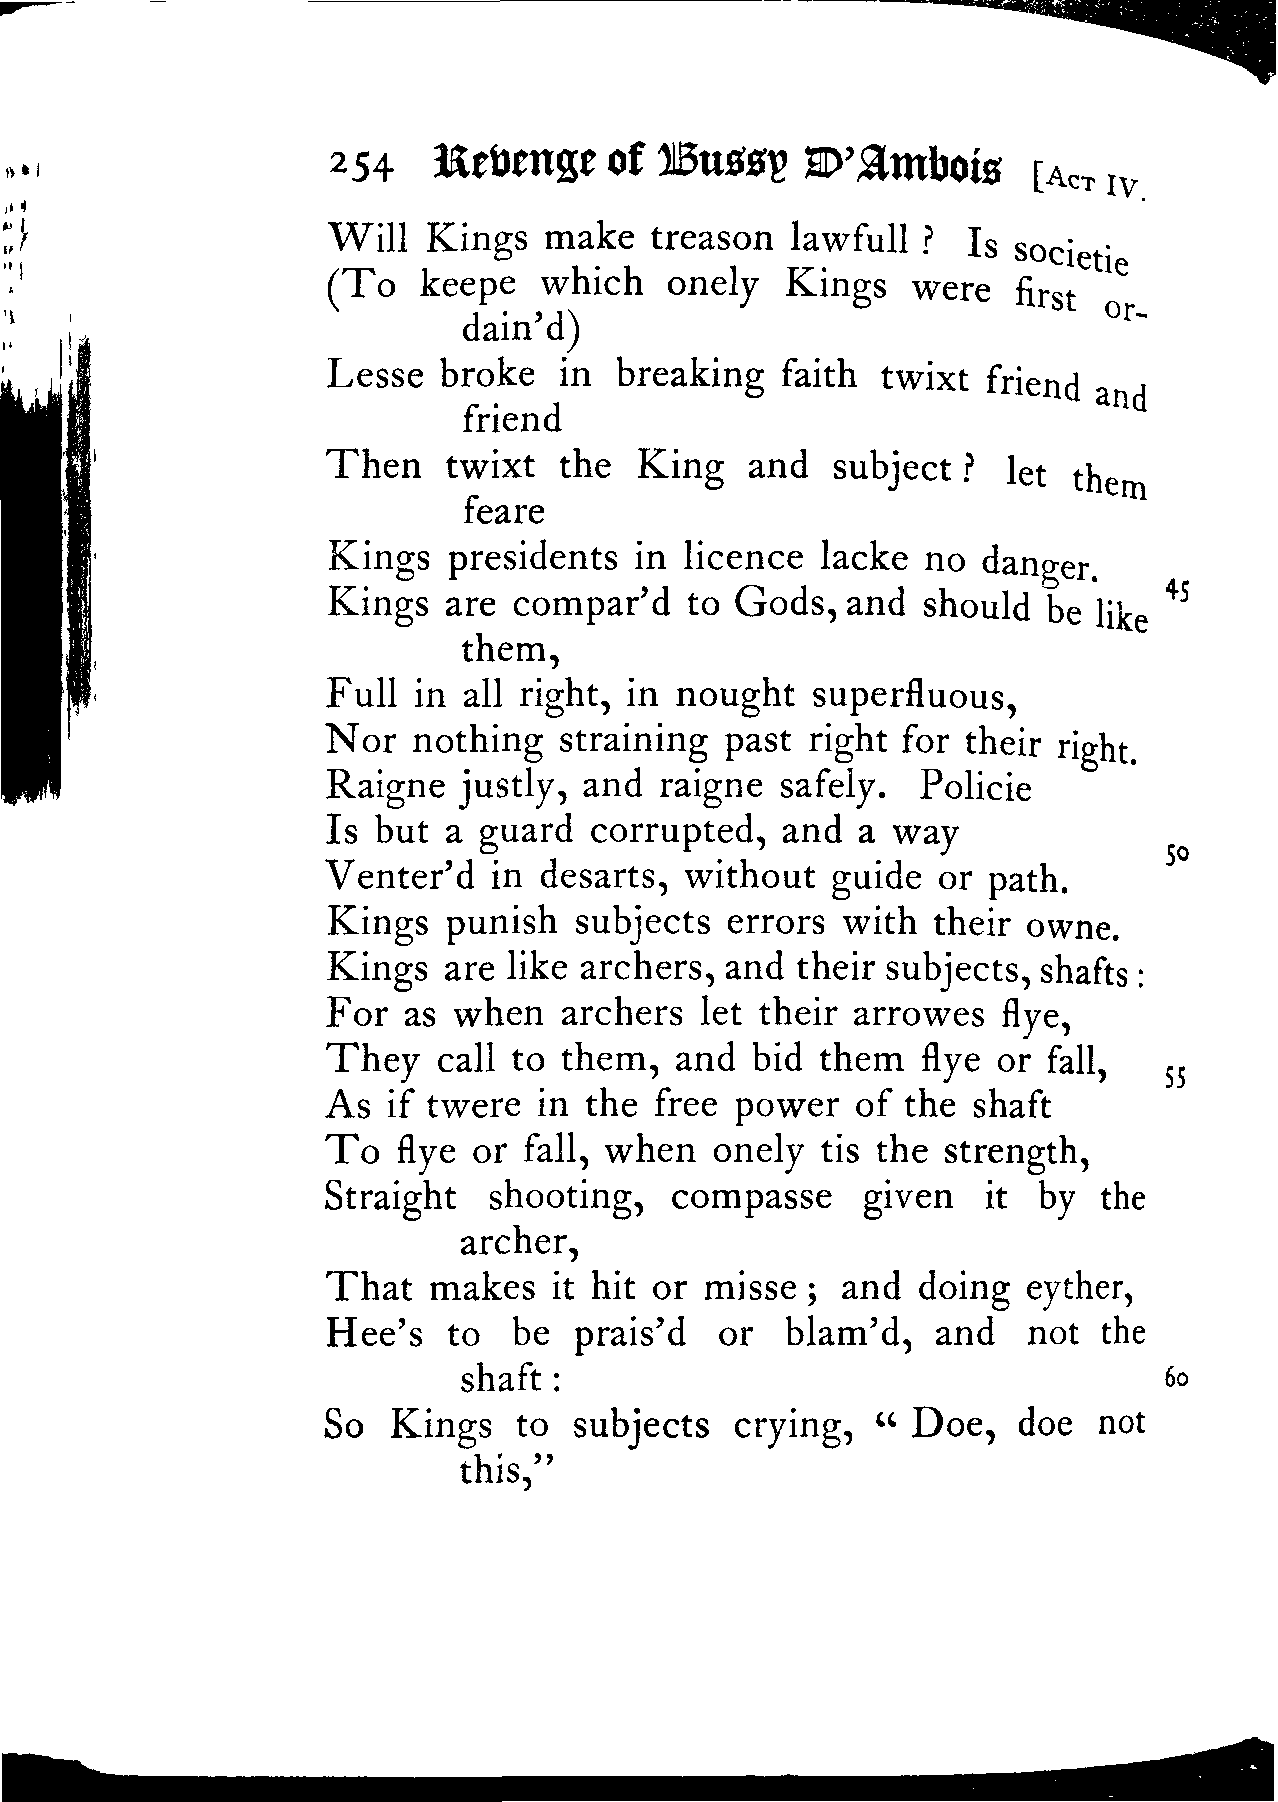 254 Revenge of Bussy D'Ambois [ACT IV.
Will Kings make treason lawfull ? Is societie
(To keepe which onely Kings were first or-
dain'd)
Lesse broke in breaking faith twixt friend and
friend
Then twixt the King and subject ? let them
feare
Kings presidents in licence lacke no danger.
Kings are compar'd to Gods, and should be like 45
them,
Full in all right, in nought superfluous,
Nor nothing straining past right for their right.
Raigne justly, and raigne safely. Policie
Is but a guard corrupted, and a way
Venter'd in desarts, without guide or path. 50
Kings punish subjects errors with their owne.
Kings are like archers, and their subjects, shafts :
For as when archers let their arrowes flye,
They call to them, and bid them flye or fall,
As if twere in the free power of the shaft 55
To flye or fall, when onely tis the strength,
Straight shooting, compasse given it by the
archer,
That makes it hit or misse ; and doing eyther,
Hee's to be prais'd or blam'd, and not the
shaft : 60
So Kings to subjects crying, “ Doe, doe not
this,”